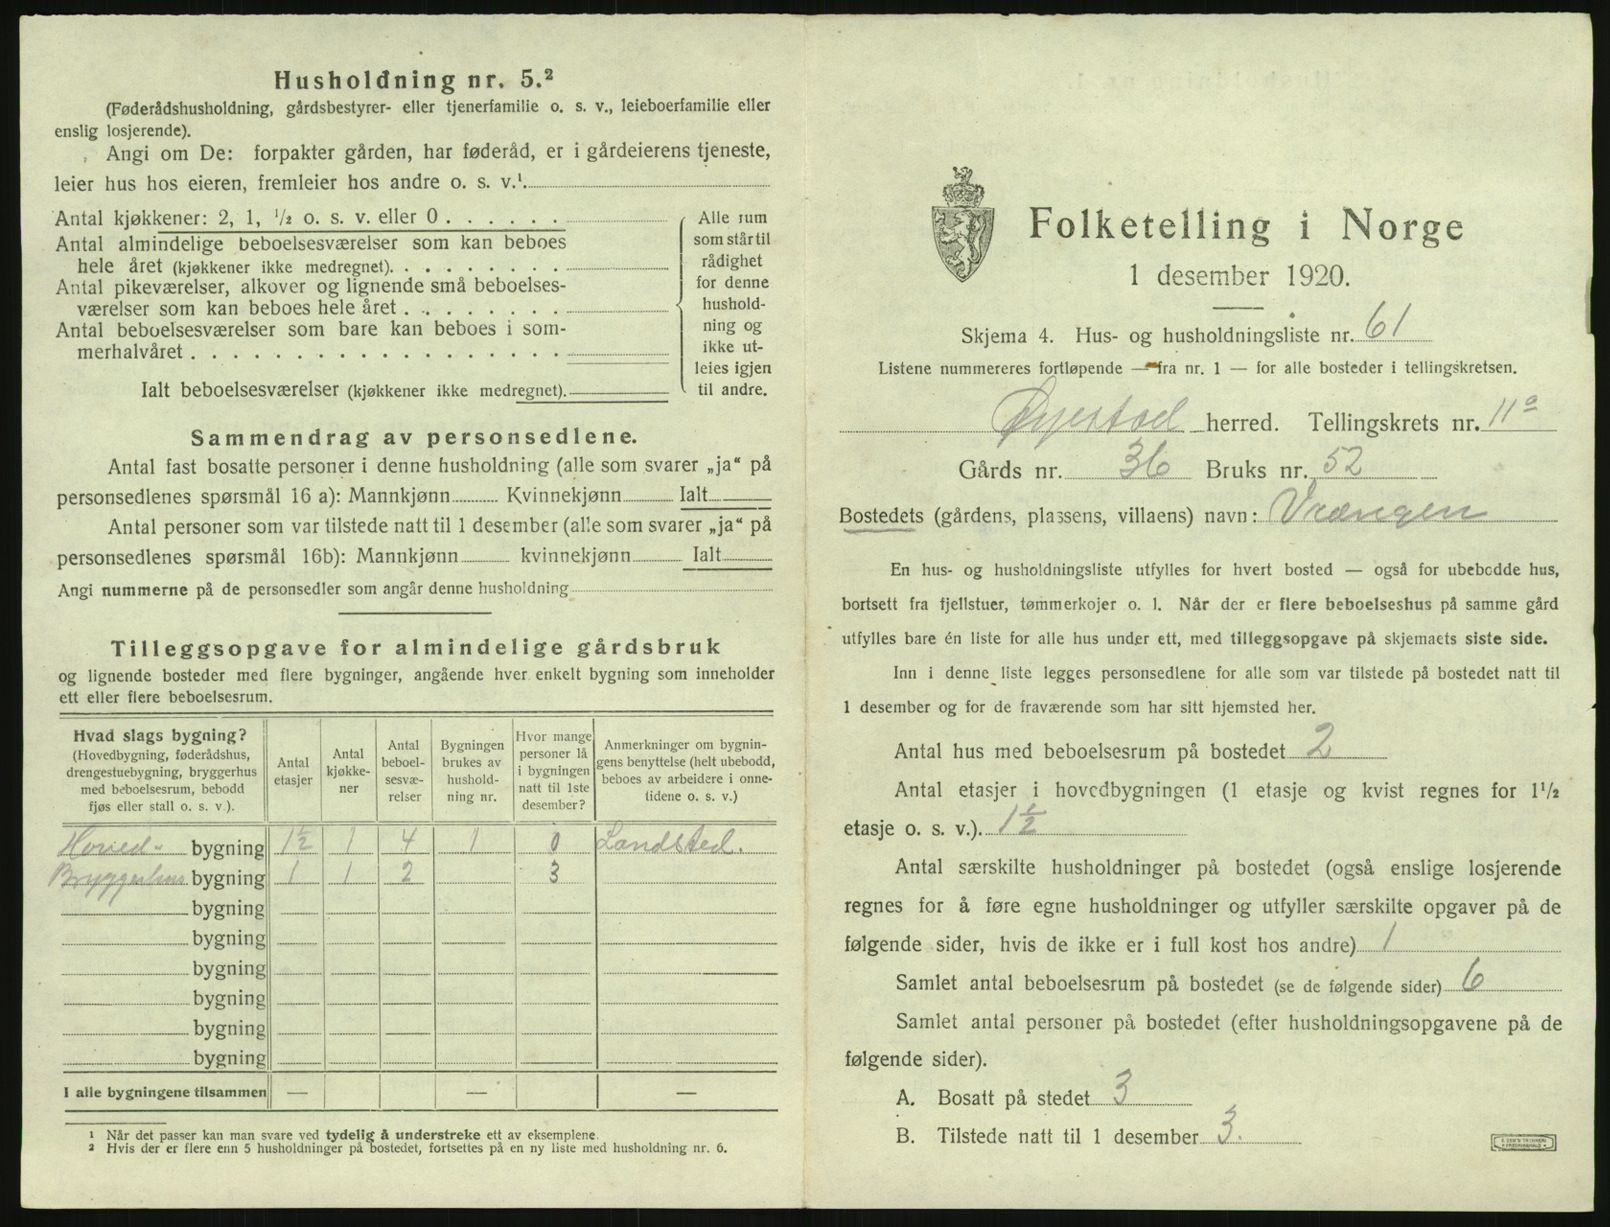 Husholdning nr. 5.²
(Føderådshusholdning, gårdsbestyrer- eller tjenerfamilie o. s. v., leieboerfamilie eller
enslig losjerende).
Angi om De: forpakter gården, har føderåd, er i gårdeierens tjeneste,
leier hus hos eieren, fremleier hos andre o. s. v.¹
Antal kjøkkener: 2, 1, ½ o. s. v. eller 0 . . . . . .
Antal almindelige beboelsesværelser som kan beboes
hele året (kjøkkener ikke medregnet). . . . . . . . .
Antal pikeværelser, alkover og lignende små beboelses-
værelser som kan beboes hele året . . . . . . . .
Antal beboelsesværelser som bare kan beboes i som-
merhalvåret . . . . . . . . . . . . . . . . . .
Ialt beboelsesværelser (kjøkkener ikke medregnet).
Alle rum
som står til
rådighet
for denne
hushold-
ning og
ikke ut-
leies igjen
til andre.
Sammendrag av personsedlene.
Antal fast bosatte personer i denne husholdning (alle som svarer „ja“ på
personsedlenes spørsmål 16 a): Mannkjønn Kvinnekjønn Ialt
Antal personer som var tilstede natt til 1 desember (alle som svarer „ja“ på
personsedlenes spørsmål 16b): Mannkjønn kvinnekjønn Ialt
Angi nummerne på de personsedler som angår denne husholdning
Tilleggsopgave for almindelige gårdsbruk
og lignende bosteder med flere bygninger, angående hver enkelt bygning som inneholder
ett eller flere beboelsesrum.
Hvad slags bygning?
(Hovedbygning, føderådshus,
drengestuebygning, bryggerhus
med beboelsesrum, bebodd
fjøs eller stall o. s. v.).
Antal
etasjer
Antal
kjøkke-
ner
Antal
beboel-
sesvæ-
relser
Bygningen
brukes av
hushold-
ning nr.
Hvor mange
personer lå
i bygningen
natt til 1ste
desember?
Anmerkninger om bygnin-
gens benyttelse (helt ubebodd,
beboes av arbeidere i onne-
tidene o. s. v.)
Hoved- bygning 1½ 1 4 1 0 Landsted.
Bryggerhus bygning 1 1 2 3
bygning
bygning
bygning
bygning
bygning
bygning
I alle bygningene tilsammen — — —
¹ Når det passer kan man svare ved tydelig å understreke ett av eksemplene.
² Hvis der er flere enn 5 husholdninger på bostedet, fortsettes på en ny liste med husholdning nr. 6.
Folketelling i Norge
1 desember 1920.
Skjema 4. Hus- og husholdningsliste nr. 61
Listene nummereres fortløpende — fra nr. 1 — for alle bosteder i tellingskretsen.
Øyestad herred. Tellingskrets nr. 11a
Gårds nr. 36 Bruks nr. 52
Bostedets (gårdens, plassens, villaens) navn: Vrængen
En hus- og husholdningsliste utfylles for hvert bosted — også for ubebodde hus,
bortsett fra fjellstuer, tømmerkojer o. l. Når der er flere beboelseshus på samme gård
utfylles bare én liste for alle hus under ett, med tilleggsopgave på skjemaets siste side.
Inn i denne liste legges personsedlene for alle som var tilstede på bostedet natt til
1 desember og for de fraværende som har sitt hjemsted her.
Antal hus med beboelsesrum på bostedet 2
Antal etasjer i hovedbygningen (1 etasje og kvist regnes for 1½
etasje o. s. v.). 1½
Antal særskilte husholdninger på bostedet (også enslige losjerende
regnes for å føre egne husholdninger og utfyller særskilte opgaver på de
følgende sider, hvis de ikke er i full kost hos andre) 1
Samlet antal beboelsesrum på bostedet (se de følgende sider) 6
Samlet antal personer på bostedet (efter husholdningsopgavene på de
følgende sider).
A. Bosatt på stedet 3
B. Tilstede natt til 1 desember 3.